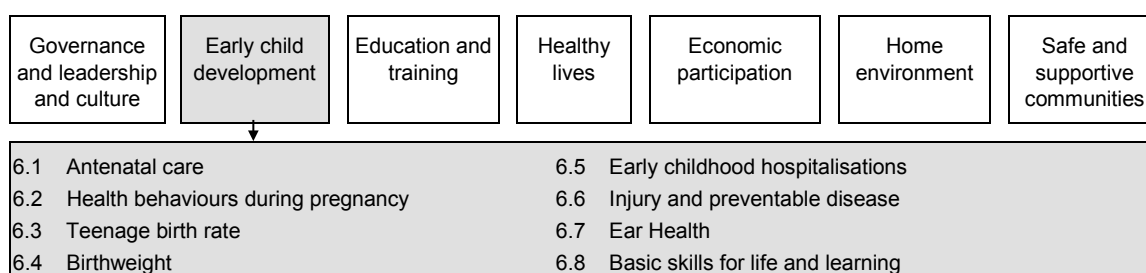 Governance
and leadership
and culture
Early child
development
Education and
training
Healthy
lives
Economic
participation
Home
environment
Safe and
supportive
communities
6.1 Antenatal care
6.2 Health behaviours during pregnancy
6.3 Teenage birth rate
6.4 Birthweight
6.5 Early childhood hospitalisations
6.6 Injury and preventable disease
6.7 Ear Health
6.8 Basic skills for life and learning